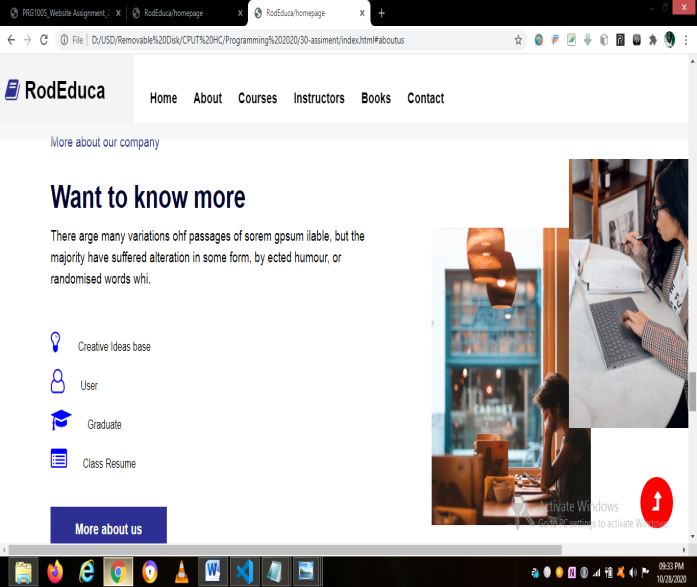 PRG100S_Website Assignment_
RodEduca/homepage
RodEduca/homepage
File
D:/USD/Removable%20Disk/CPUT%20HC/Programming%202020/30-assiment/index.html#aboutus
RodEduca
Home About Courses Instructors Books Contact
More about our company
Want to know more
There arge many variations ohf passages of sorem gpsum ilable, but the
majority have suffered alteration in some form, by ected humour, or
randomised words whi.
Creative Ideas base
User
Graduate
Class Resume
More about us
Activate Windows
Go to PC settings to activate Windows.
09:33 PM
10/28/2020